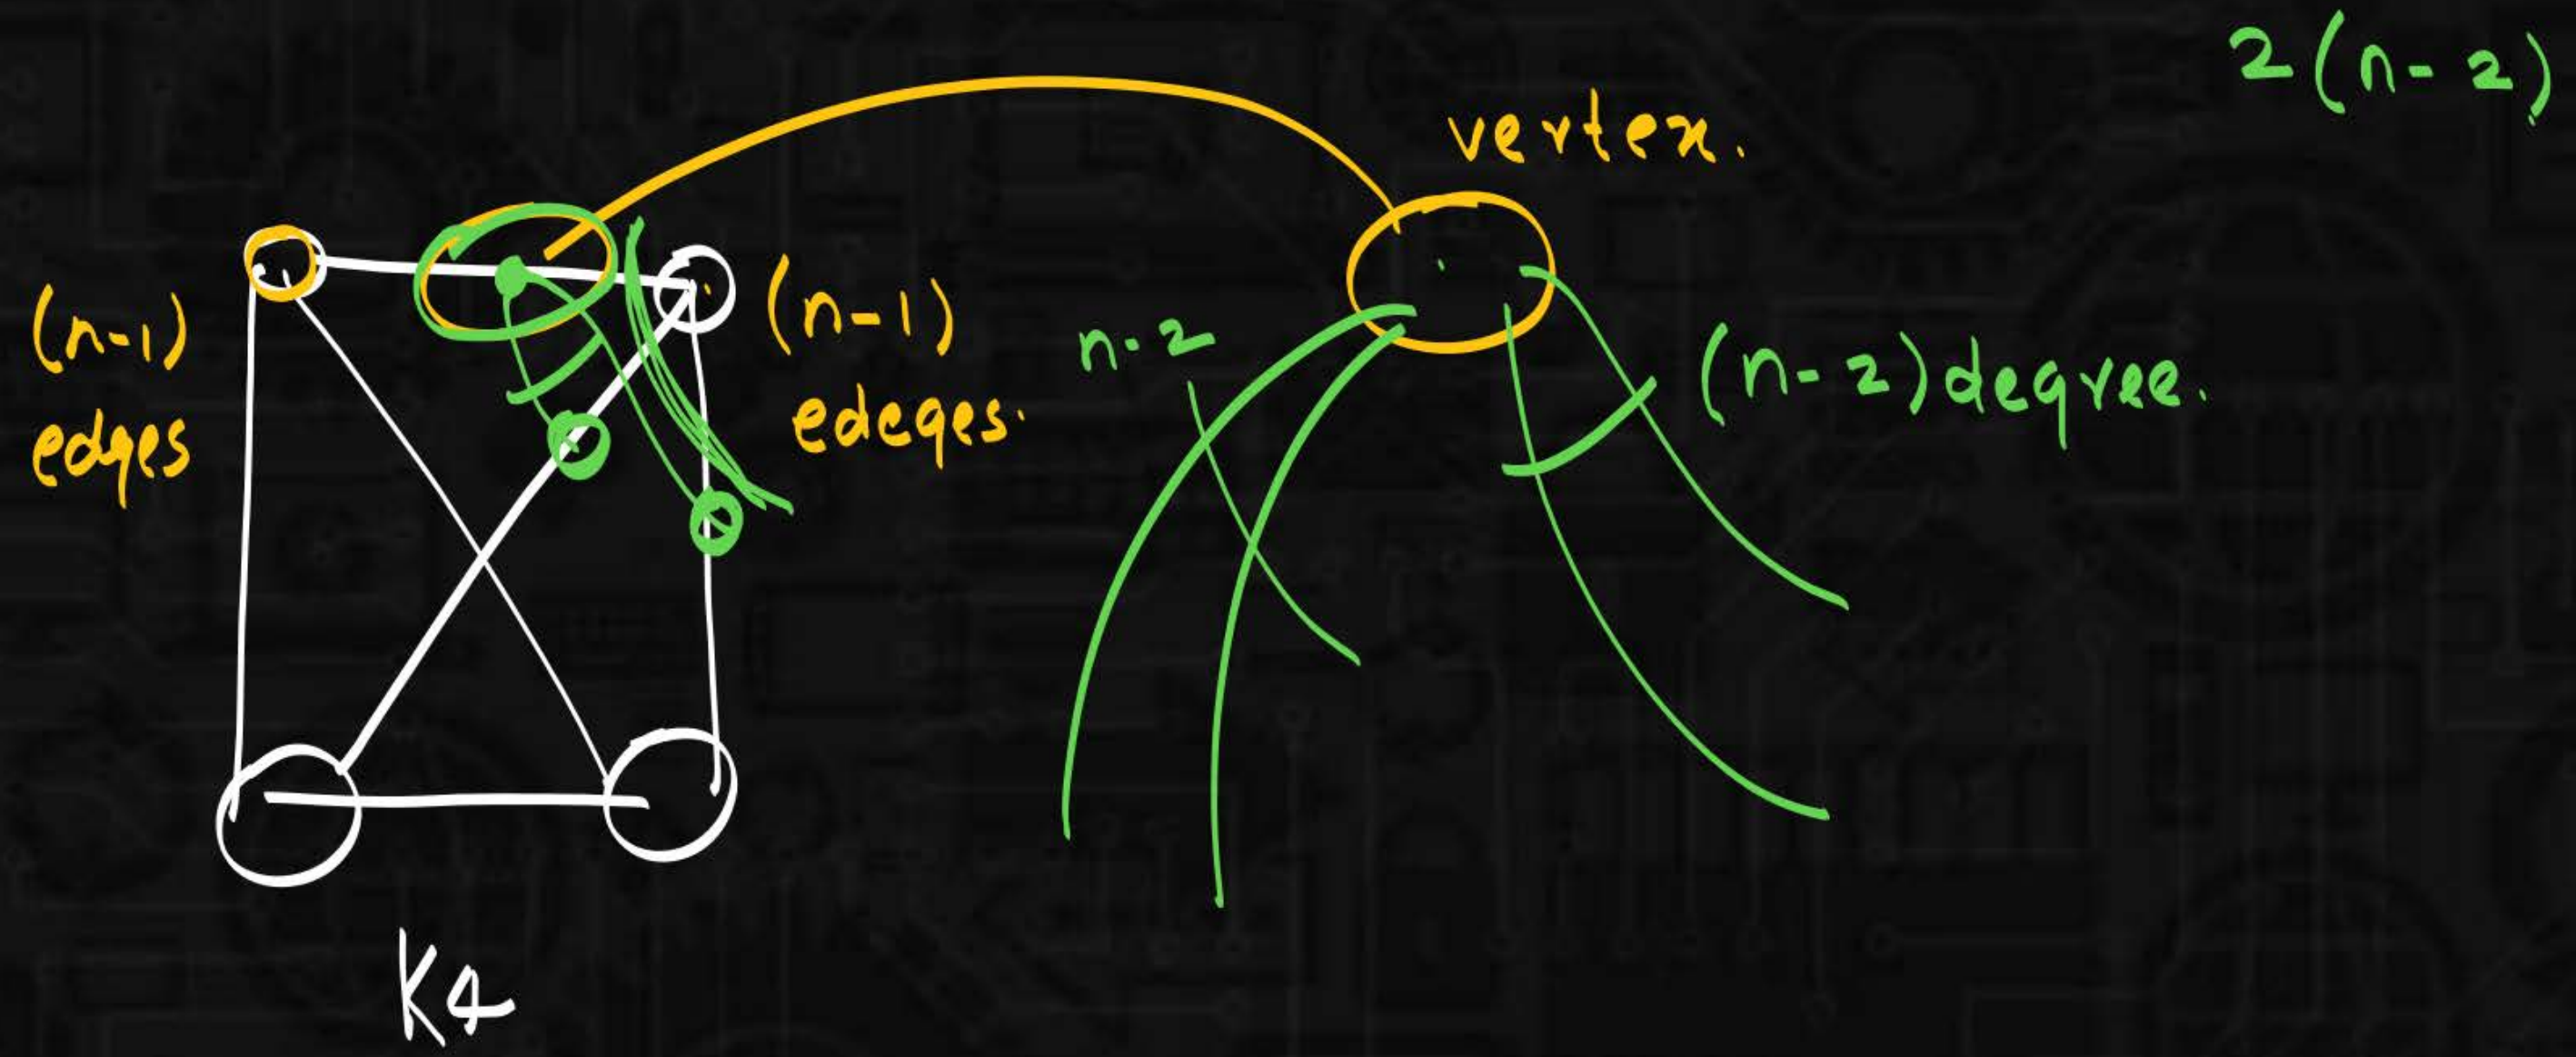 2(n-2)
vertex.
(n-1)
edges
(n-1)
edeges.
n-2
(n-2) degree.
K4